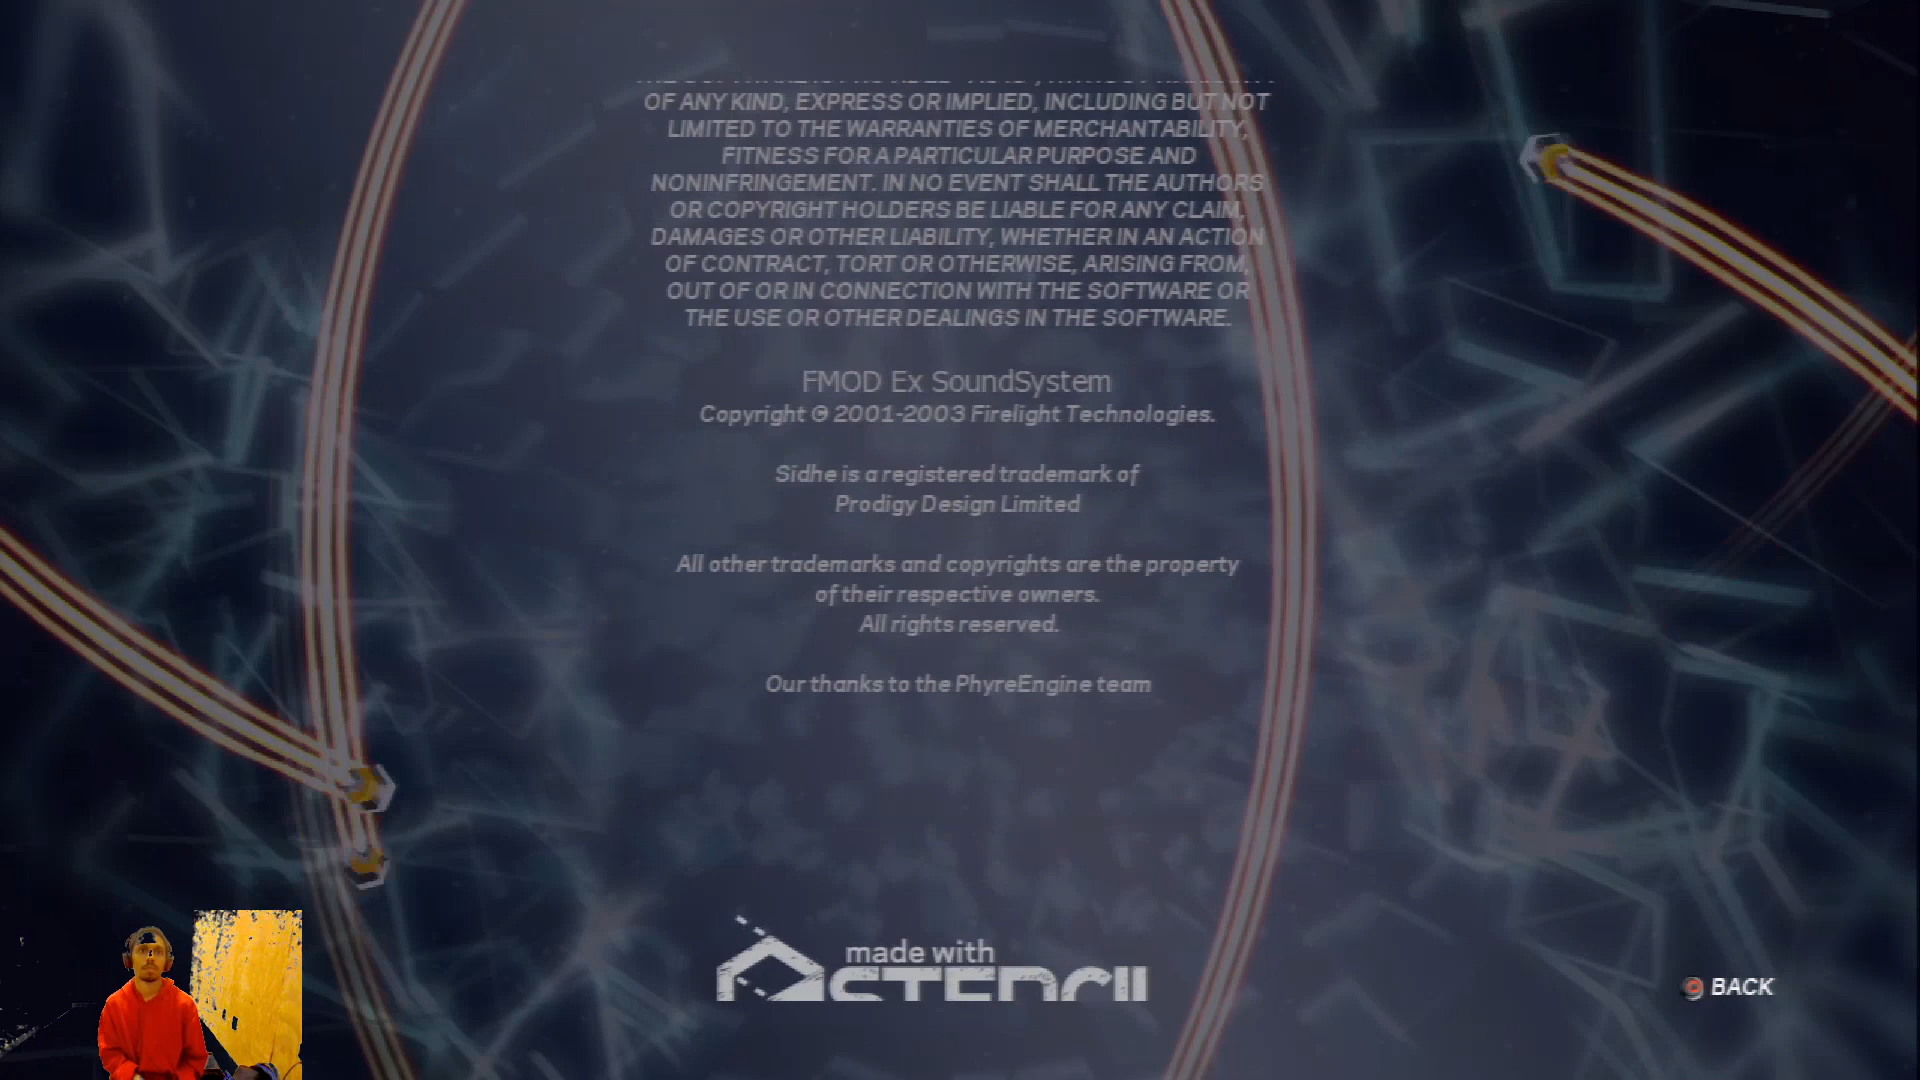 OF ANY KIND, EXPRESS OR IMPLIED, INCLUDING BUT NOT
LIMITED TO THE WARRANTIES OF MERCHANTABILITY,
FITNESS FOR A PARTICULAR PURPOSE AND
NONINFRINGEMENT. IN NO EVENT SHALL THE AUTHORS
OR COPYRIGHT HOLDERS BE LIABLE FOR ANY CLAIM,
DAMAGES OR OTHER LIABILITY, WHETHER IN AN ACTION
OF CONTRACT, TORT OR OTHERWISE, ARISING FROM,
OUT OF OR IN CONNECTION WITH THE SOFTWARE OR
THE USE OR OTHER DEALINGS IN THE SOFTWARE.
FMOD Ex SoundSystem
Copyright © 2001-2003 Firelight Technologies.
Sidhe is a registered trademark of
Prodigy Design Limited
All other trademarks and copyrights are the property
of their respective owners.
All rights reserved.
Our thanks to the PhyreEngine team
made with
BACK